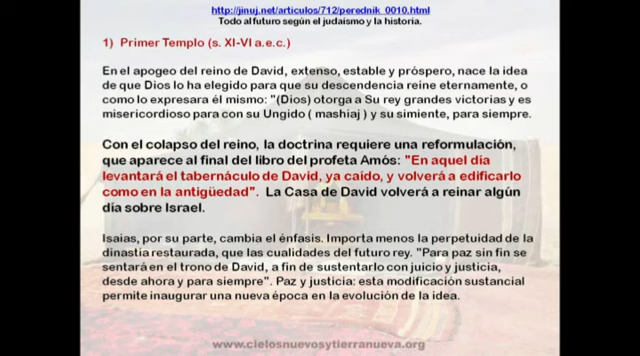 http://jinuj.net/articulos/712/perednik_0010.html
Todo al futuro según el judaismo y la historia.
1) Primer Templo (s. XI-VI a.e.c.)
En el apogeo del reino de David, extenso, estable y próspero, nace la idea
de que Dios lo ha elegido para que su descendencia reine eternamente, o
como lo expresara él mismo: "(Dios) otorga a Su rey grandes victorias y es
misericordioso para con su Ungido ( mashiaj ) y su simiente, para siempre.
Con el colapso del reino, la doctrina requiere una reformulación,
que aparece al final del libro del profeta Amós: "En aquel día
levantará el tabernáculo de David, ya caído, y volverá a edificarlo
como en la antigüedad". La Casa de David volverá a reinar algún
día sobre Israel.
Isaías, por su parte, cambia el énfasis. Importa menos la perpetuidad de la
dinastía restaurada, que las cualidades del futuro rey. "Para paz sin fin se
sentará en el trono de David, a fin de sustentarlo con juicio y justicia,
desde ahora y para siempre". Paz y justicia: esta modificación sustancial
permite inaugurar una nueva época en la evolución de la idea.
www.cielosnuevosytierranueva.org